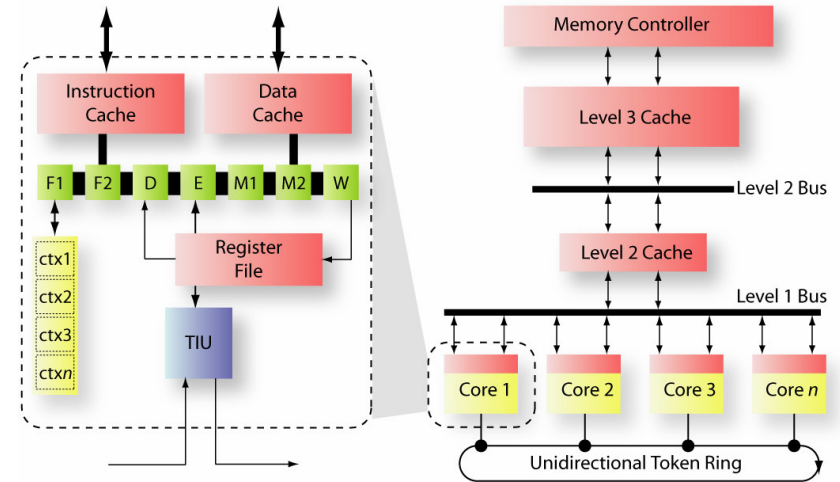 Instruction
Cache
Data
Cache
F1 F2 D E M1 M2 W
ctx1
ctx2
ctx3
ctxn
Register
File
TIU
Memory Controller
Level 3 Cache
Level 2 Bus
Level 2 Cache
Level 1 Bus
Core 1 Core 2 Core 3 Core n
Unidirectional Token Ring